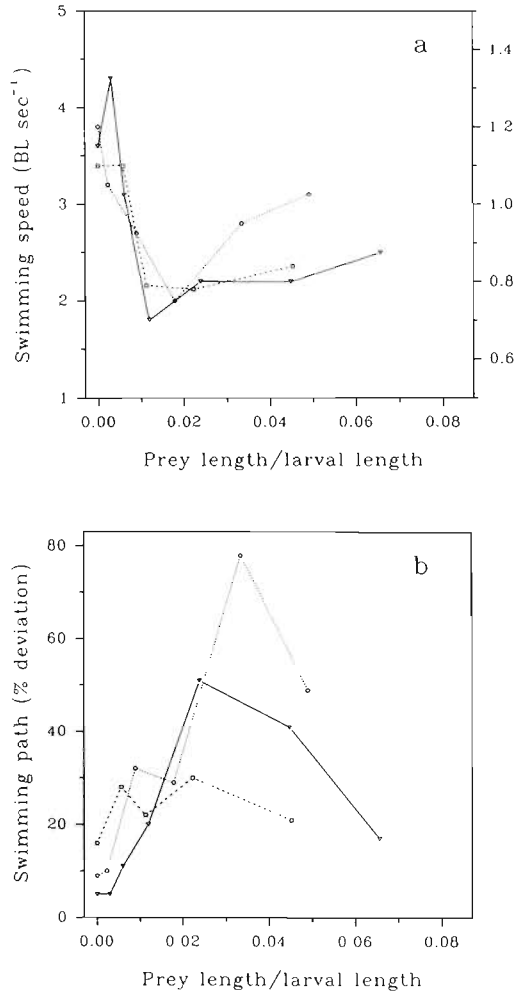 a
5
4
3
2
1
1.4
1.2
1.0
0.8
0.6
Swimming speed (BL sec⁻¹)
0.00 0.02 0.04 0.06 0.08
Prey length/larval length
b
80
60
40
20
0
Swimming path (% deviation)
0.00 0.02 0.04 0 06 0.08
Prey length/larval length